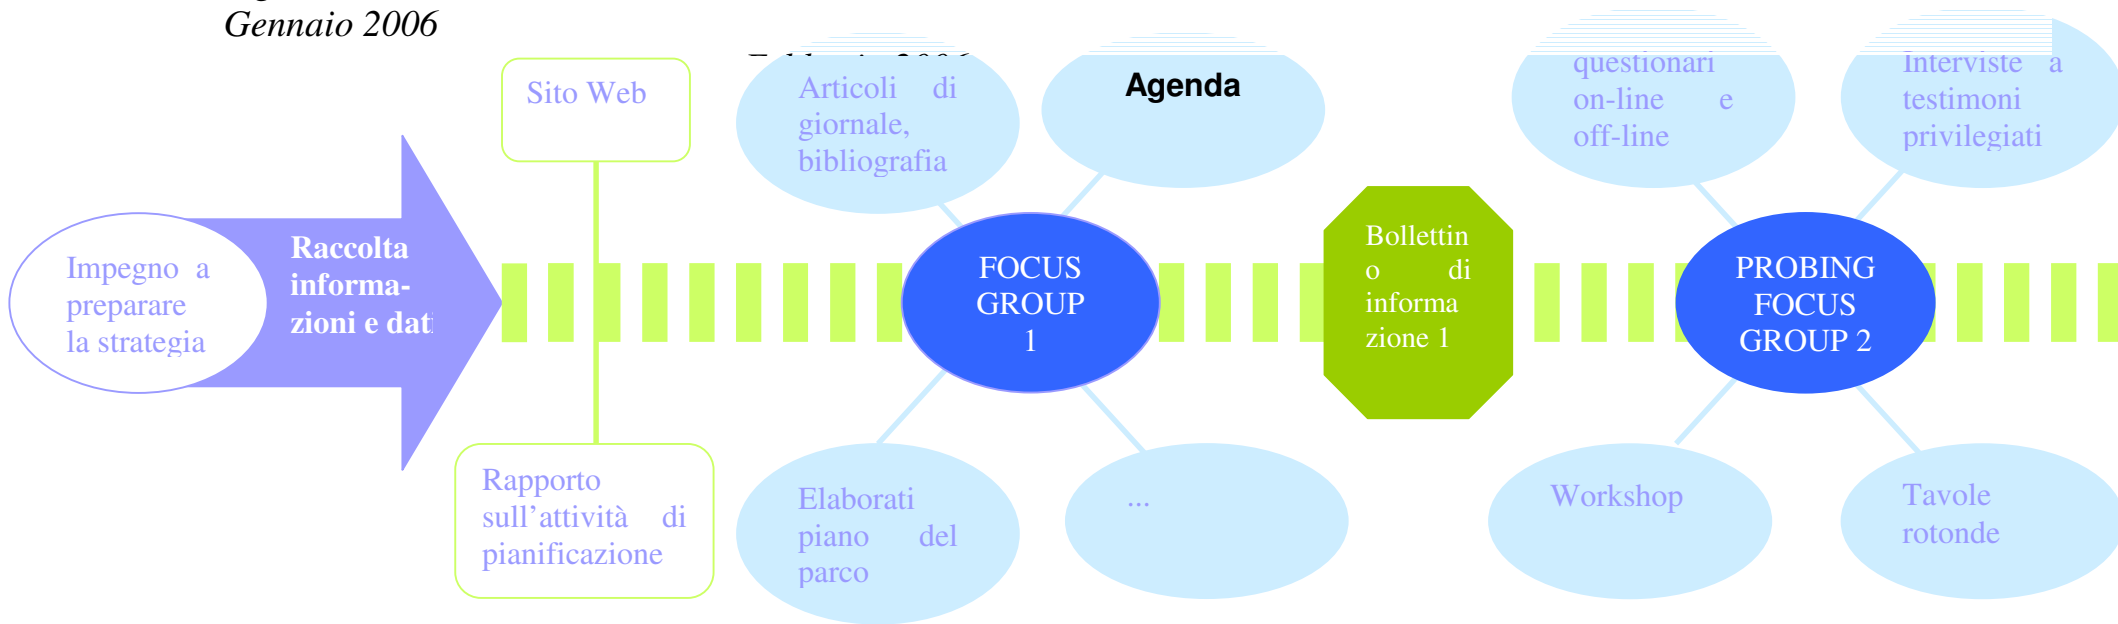 Gennaio 2006
Sito Web
Articoli di
giornale,
bibliografia
Agenda
questionari
on-line e
off-line
Interviste a
testimoni
privilegiati
Impegno a
preparare
la strategia
Raccolta
informa-
zioni e dati
FOCUS
GROUP
1
Bollettin
o di
informa
zione 1
PROBING
FOCUS
GROUP 2
Rapporto
sull’attività di
pianificazione
Elaborati
piano del
parco
...
Workshop
Tavole
rotonde